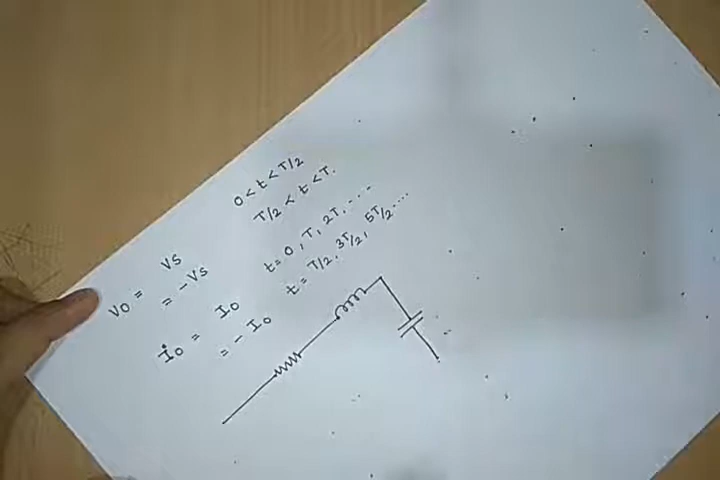 VO = VS 0 < t < T/2
= -VS T/2 < t < T.
iO = IO t = 0, T, 2T, ....
= - IO t = T/2, 3T/2, 5T/2....